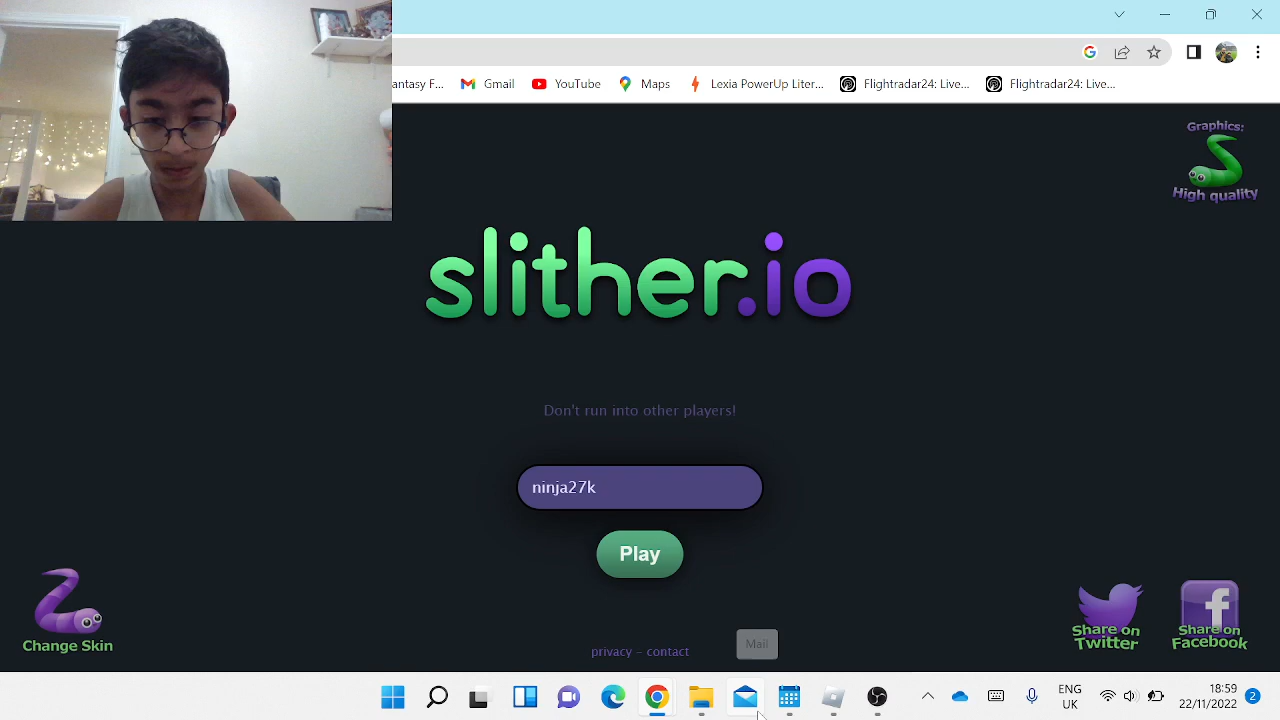 antasy F...
Gmail
YouTube
Maps
Lexia PowerUp Liter...
Flightradar24: Live...
Flightradar24: Live...
Graphics:
High quality
slither.io
Don't run into other players!
ninja27k
Play
Change Skin
Share on
Twitter
Share on
Facebook
Mail
privacy – contact
ENG
UK
18:59
22/11/2022
2